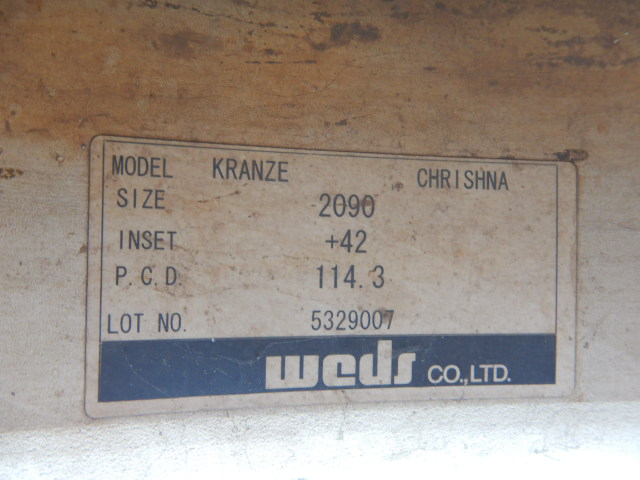 MODEL KRANZE CHRISHNA
SIZE 2090
INSET +42
P.C.D. 114.3
LOT NO. 5329007
weds CO.,LTD.